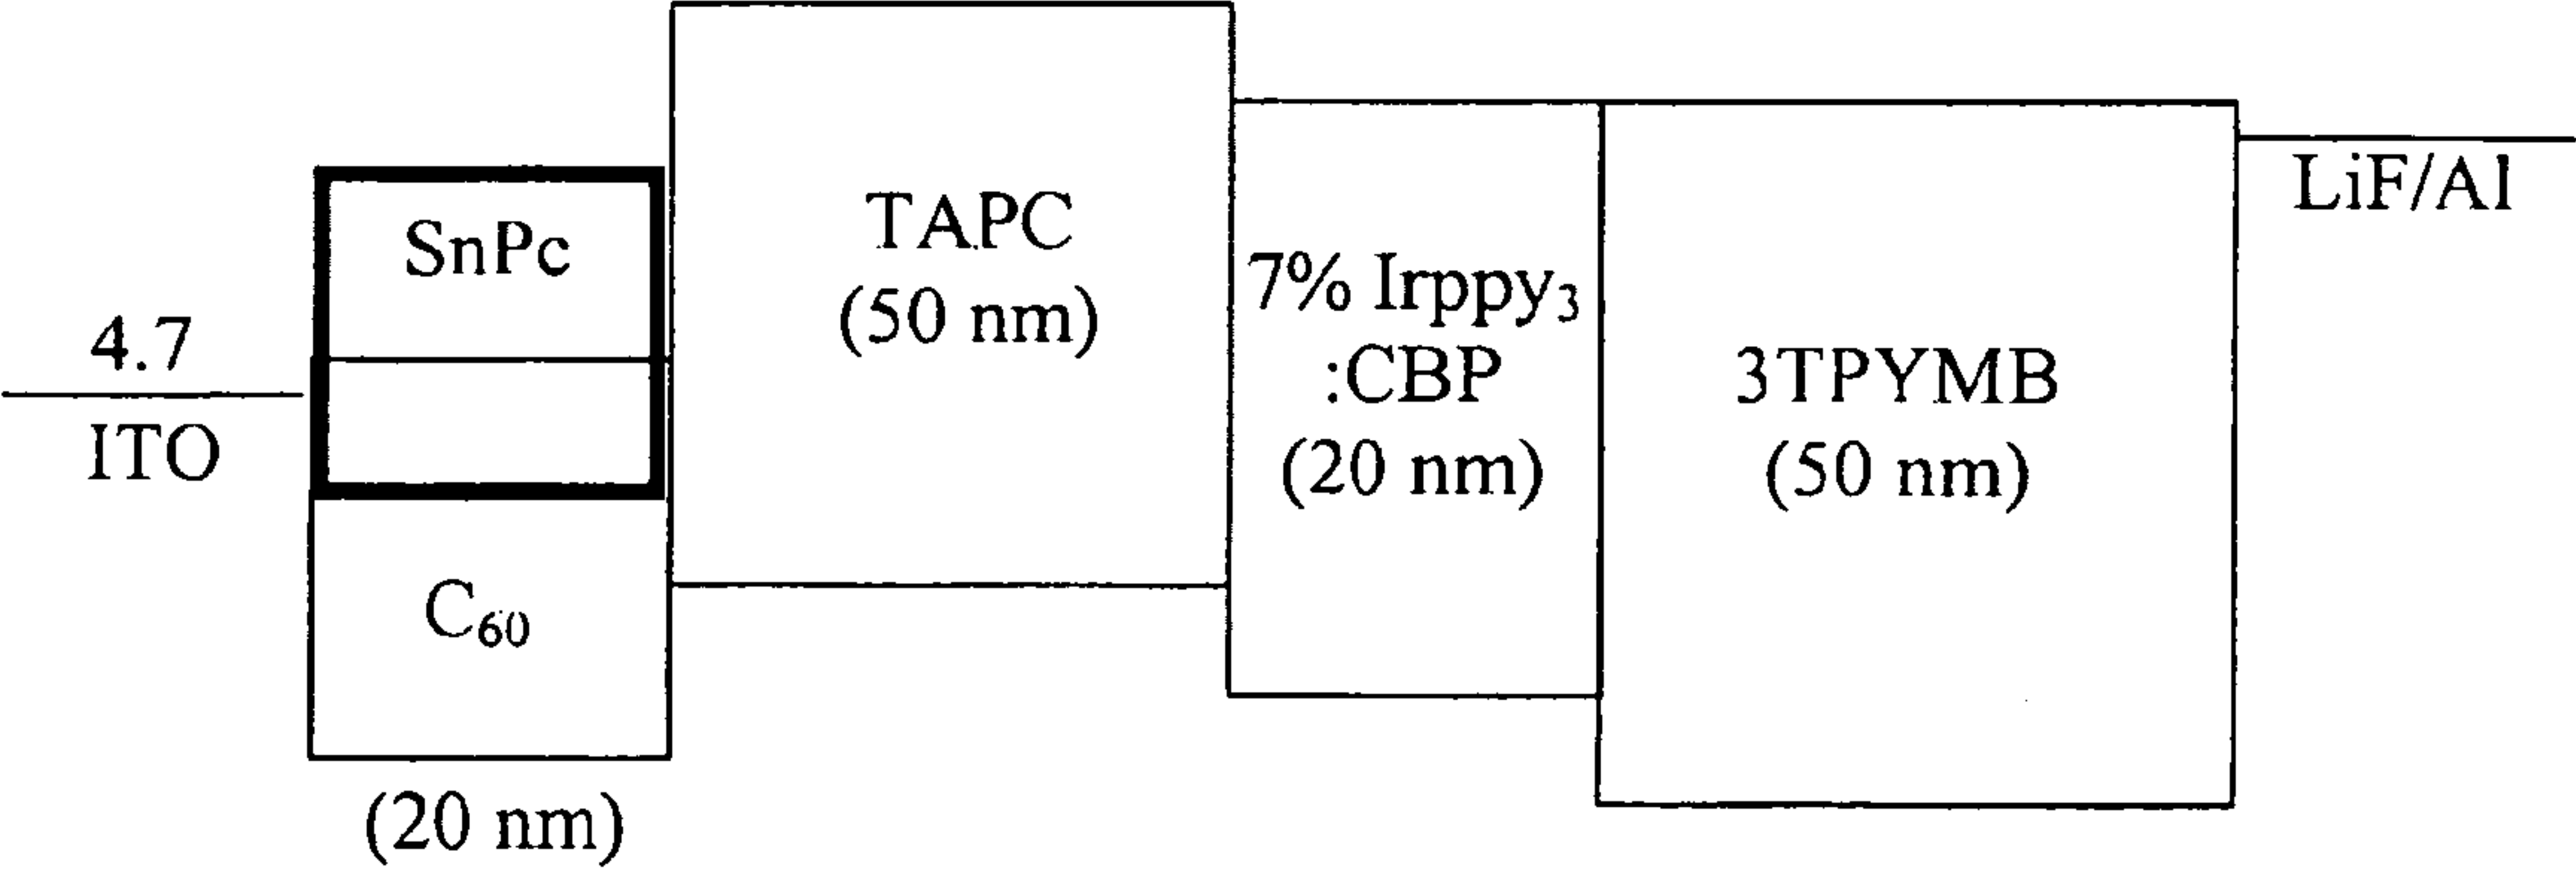 4.7
ITO
SnPc
C₆₀
(20 nm)
TAPC
(50 nm)
7% Irppy₃
:CBP
(20 nm)
3TPYMB
(50 nm)
LiF/Al